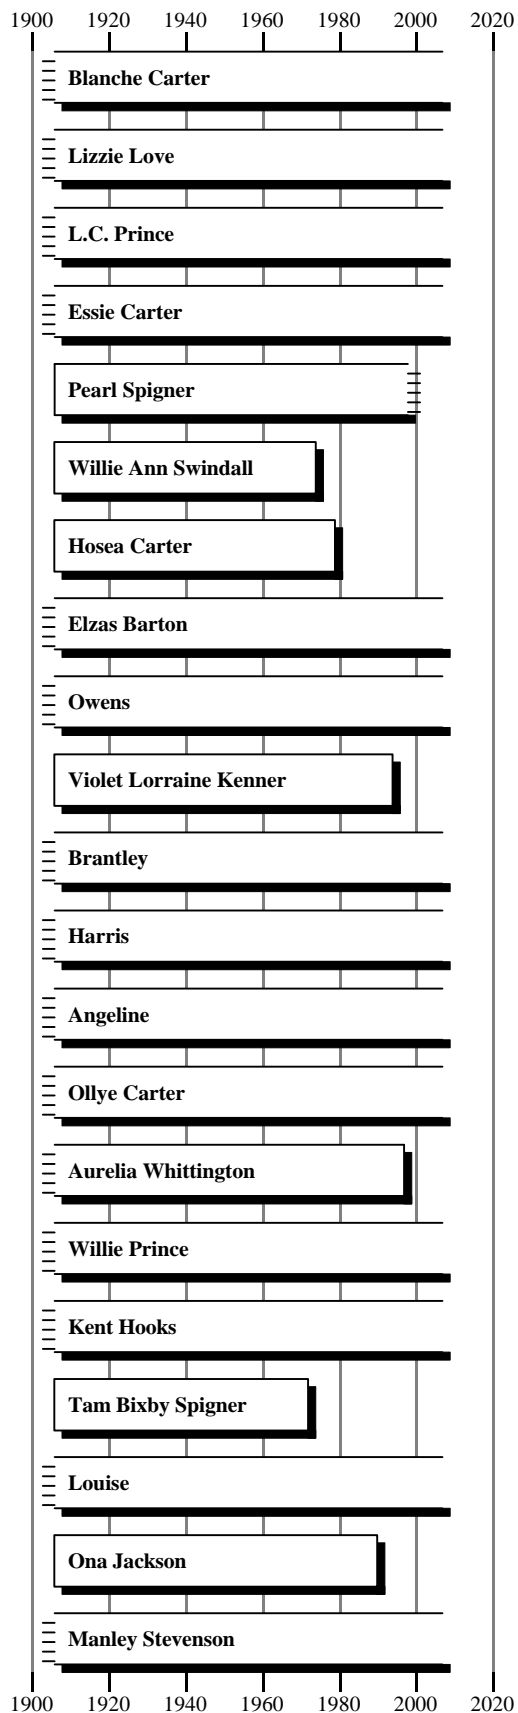 1900 1920 1940 1960 1980 2000 2020
Blanche Carter
Lizzie Love
L.C. Prince
Essie Carter
Pearl Spigner
Willie Ann Swindall
Hosea Carter
Elzas Barton
Owens
Violet Lorraine Kenner
Brantley
Harris
Angeline
Ollye Carter
Aurelia Whittington
Willie Prince
Kent Hooks
Tam Bixby Spigner
Louise
Ona Jackson
Manley Stevenson
1900 1920 1940 1960 1980 2000 2020